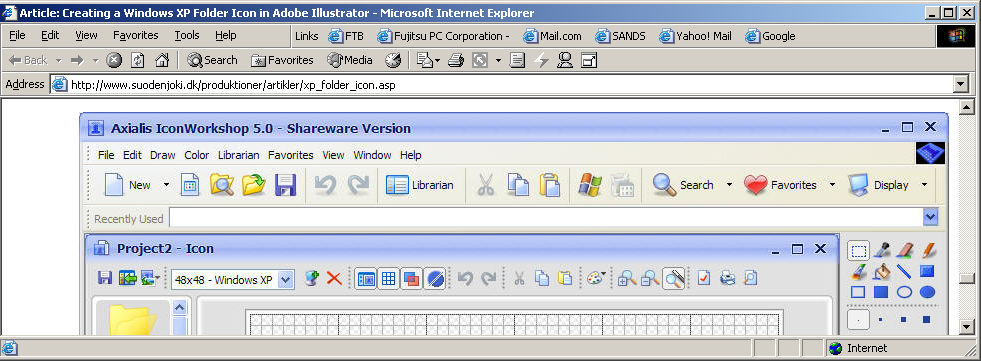 Article: Creating a Windows XP Folder Icon in Adobe Illustrator - Microsoft Internet Explorer
File Edit View Favorites Tools Help Links FTB Fujitsu PC Corporation - Mail.com SANDS Yahoo! Mail Google
Back Search Favorites Media
Address http://www.suodenjoki.dk/produktioner/artikler/xp_folder_icon.asp
Axialis IconWorkshop 5.0 - Shareware Version
File Edit Draw Color Librarian Favorites View Window Help
New Librarian Search Favorites Display
Recently Used
Project2 - Icon
48x48 - Windows XP
Internet